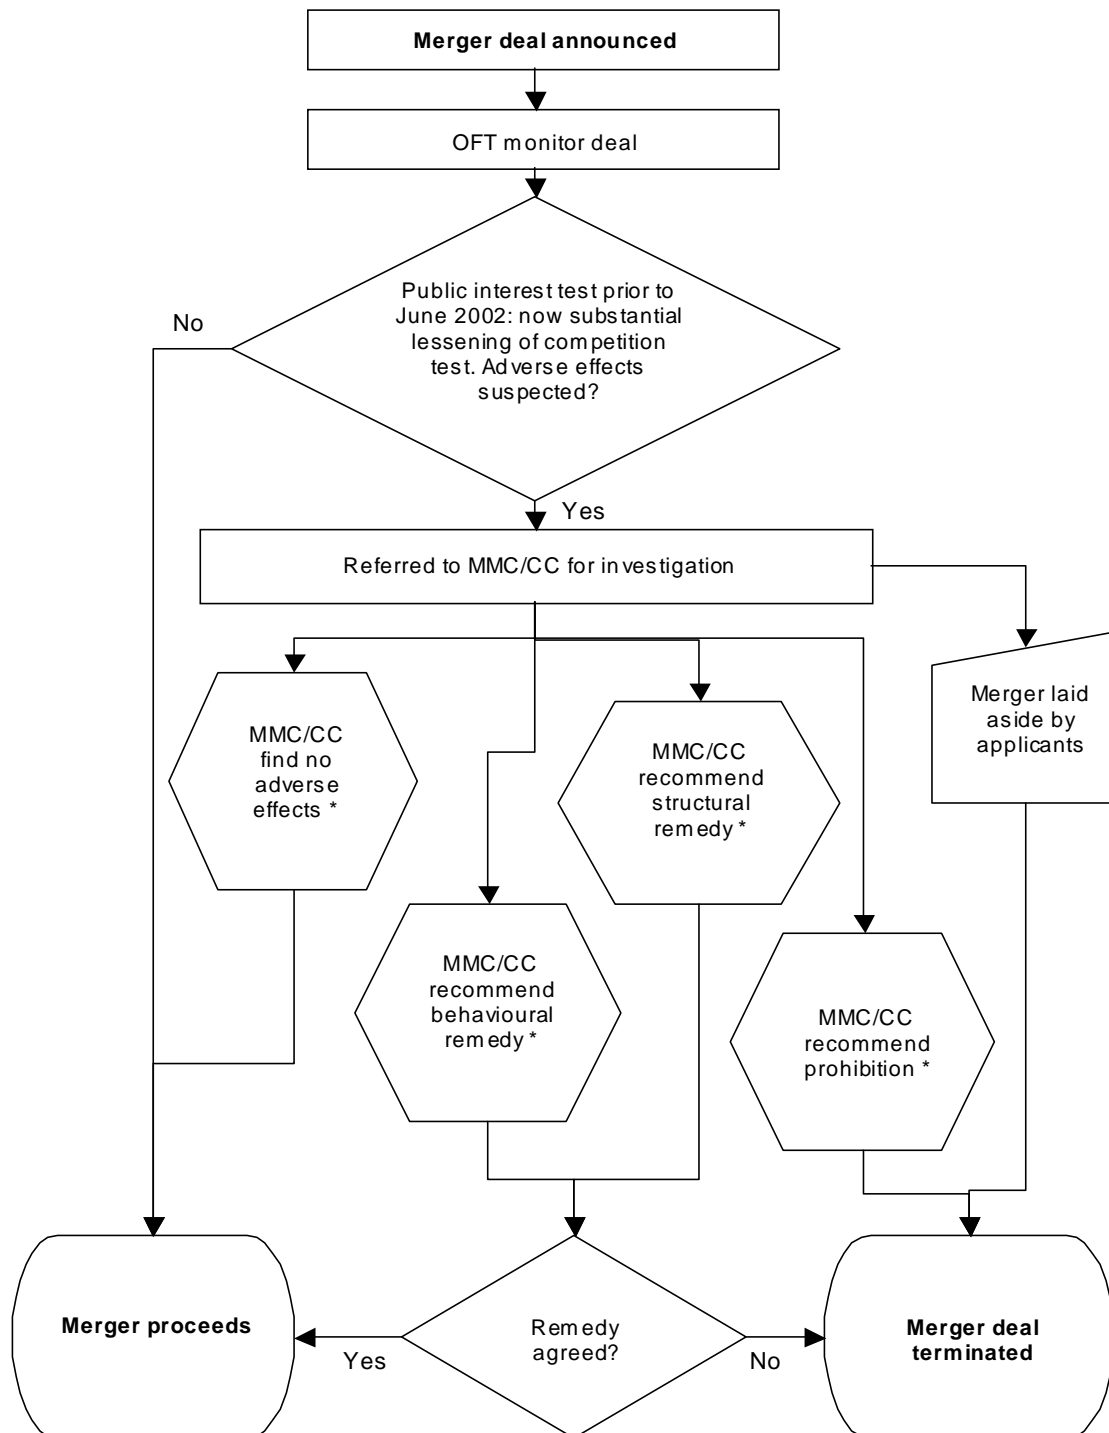 Merger deal announced
OFT monitor deal
Public interest test prior to
June 2002: now substantial
lessening of competition
test. Adverse effects
suspected?
No
Yes
Referred to MMC/CC for investigation
MMC/CC
find no
adverse
effects *
MMC/CC
recommend
structural
remedy *
Merger laid
aside by
applicants
MMC/CC
recommend
behavioural
remedy *
MMC/CC
recommend
prohibition *
Merger proceeds
Yes
Remedy
agreed?
No
Merger deal
terminated